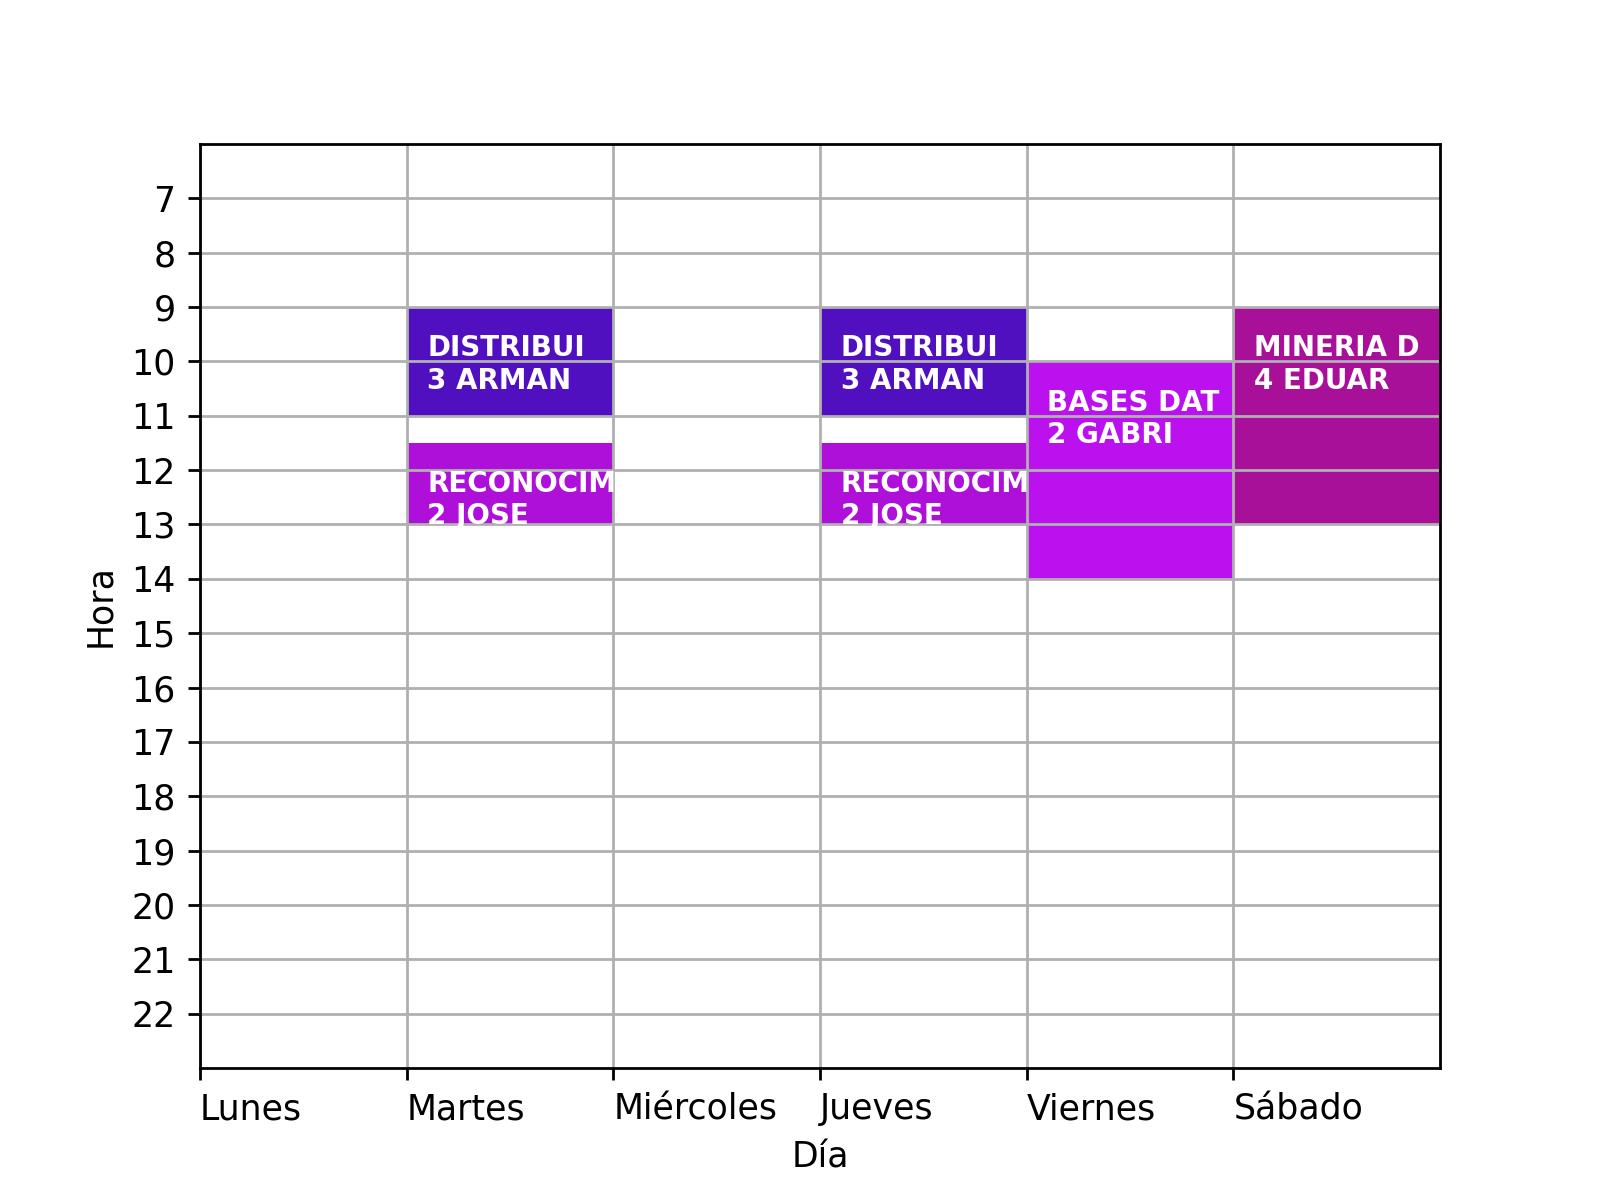 7
8
9
10
11
12
13
14
15
16
17
18
19
20
21
22
Hora
DISTRIBUI
3 ARMAN
RECONOCIM
2 JOSE
DISTRIBUI
3 ARMAN
RECONOCIM
2 JOSE
BASES DAT
2 GABRI
MINERIA D
4 EDUAR
Lunes
Martes
Miércoles
Jueves
Viernes
Sábado
Día